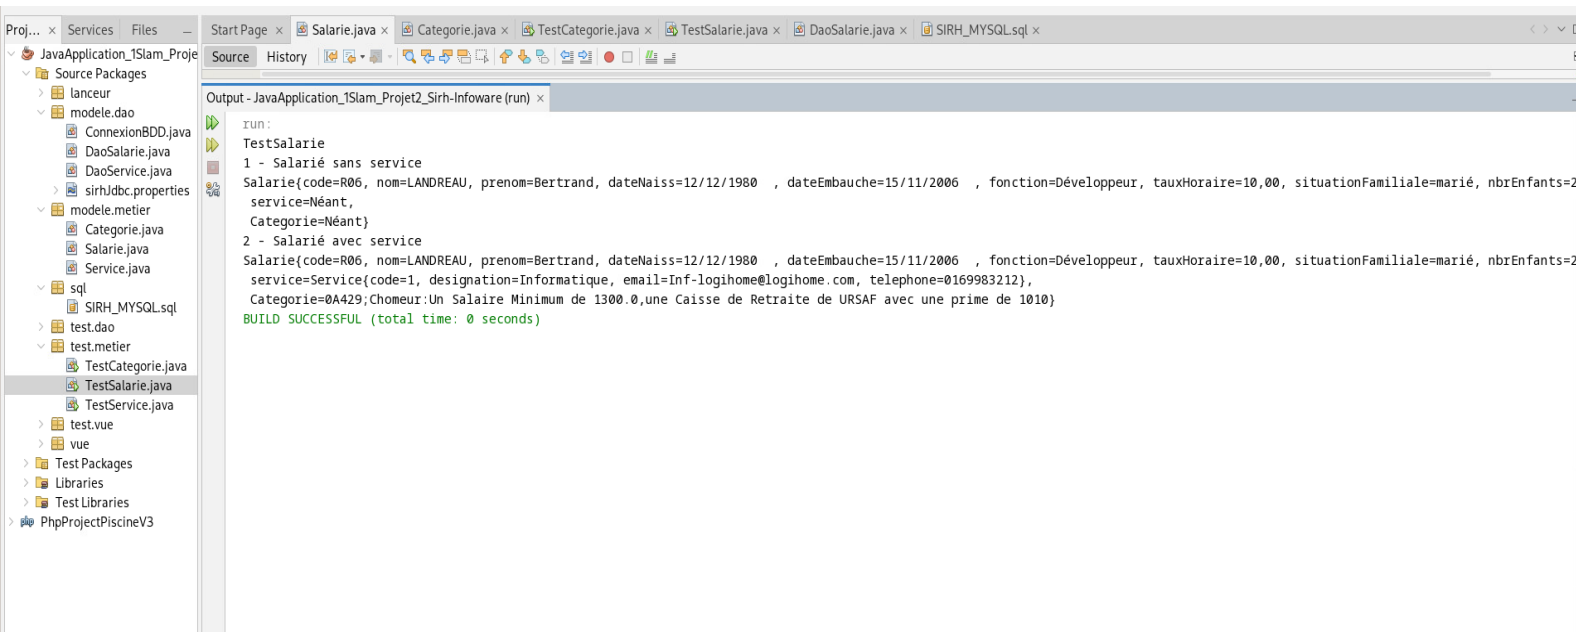 Proj... × Services Files –
Start Page × Salarie.java × Categorie.java × TestCategorie.java × TestSalarie.java × DaoSalarie.java × SIRH_MYSQL.sql ×
Source History
JavaApplication_1Slam_Proje
Source Packages
lanceur
modele.dao
ConnexionBDD.java
DaoSalarie.java
DaoService.java
sirhJdbc.properties
modele.metier
Categorie.java
Salarie.java
Service.java
sql
SIRH_MYSQL.sql
test.dao
test.metier
TestCategorie.java
TestSalarie.java
TestService.java
test.vue
vue
Test Packages
Libraries
Test Libraries
PhpProjectPiscineV3
Output - JavaApplication_1Slam_Projet2_Sirh-Infoware (run) ×
run:
TestSalarie
1 - Salarié sans service
Salarie{code=R06, nom=LANDREAU, prenom=Bertrand, dateNaiss=12/12/1980  , dateEmbauche=15/11/2006  , fonction=Développeur, tauxHoraire=10,00, situationFamiliale=marié, nbrEnfants=2
service=Néant,
Categorie=Néant}
2 - Salarié avec service
Salarie{code=R06, nom=LANDREAU, prenom=Bertrand, dateNaiss=12/12/1980  , dateEmbauche=15/11/2006  , fonction=Développeur, tauxHoraire=10,00, situationFamiliale=marié, nbrEnfants=2
service=Service{code=1, designation=Informatique, email=Inf-logihome@logihome.com, telephone=0169983212},
Categorie=0A429;Chomeur:Un Salaire Minimum de 1300.0,une Caisse de Retraite de URSAF avec une prime de 1010}
BUILD SUCCESSFUL (total time: 0 seconds)